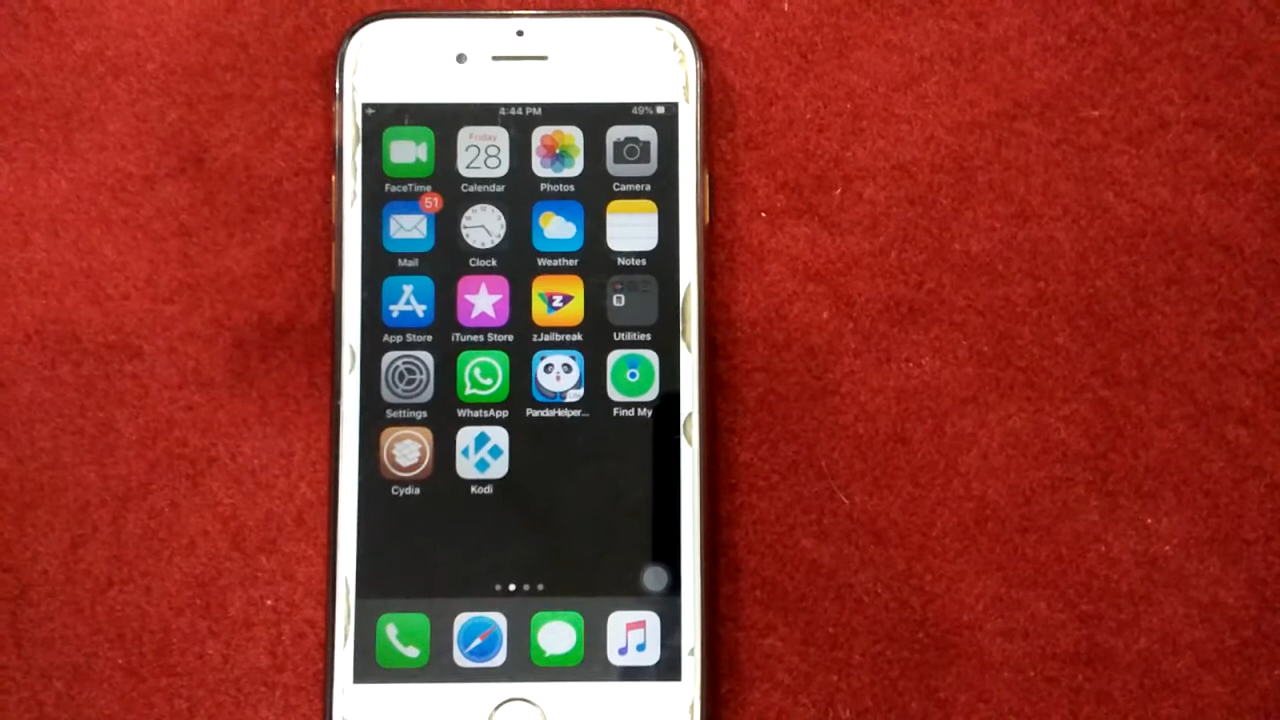 4:44 PM 49%
Friday
28
FaceTime Calendar Photos Camera
51
Mail Clock Weather Notes
Z
App Store iTunes Store zJailbreak Utilities
Settings WhatsApp PandaHelper... Find My
Cydia Kodi